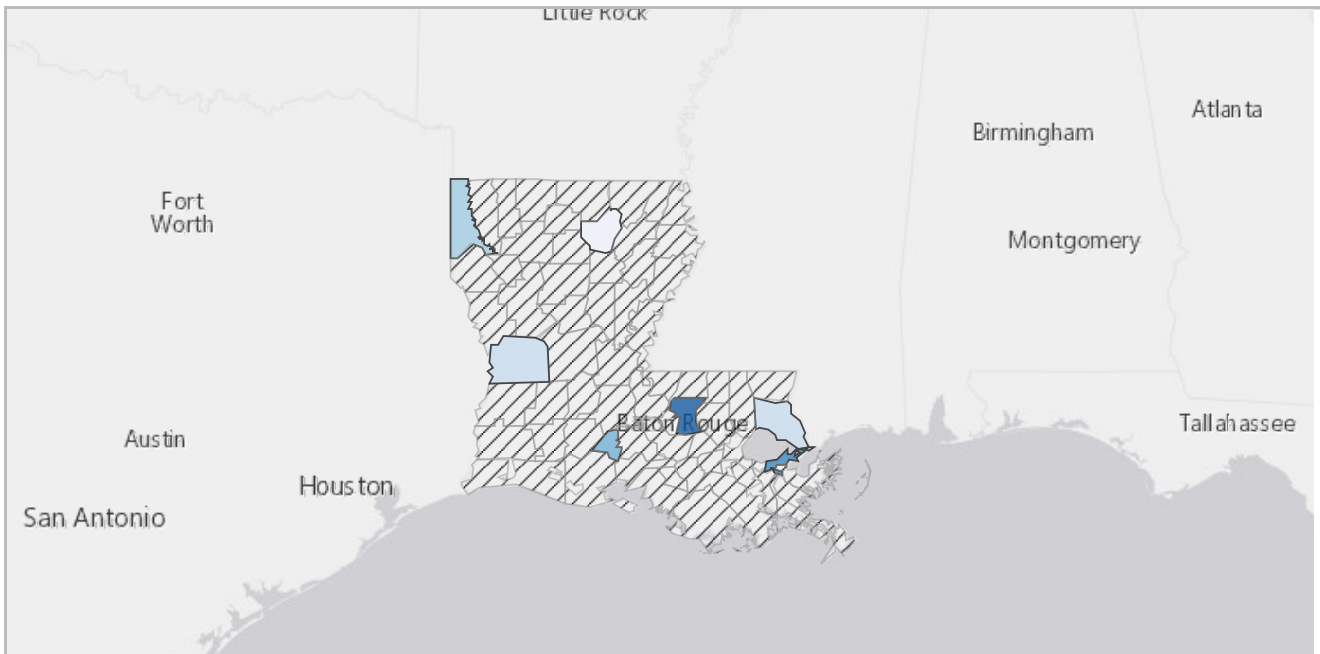 Little Rock
Atlanta
Birmingham
Fort
Worth
Montgomery
Baton Rouge
Tallahassee
Austin
Houston
San Antonio